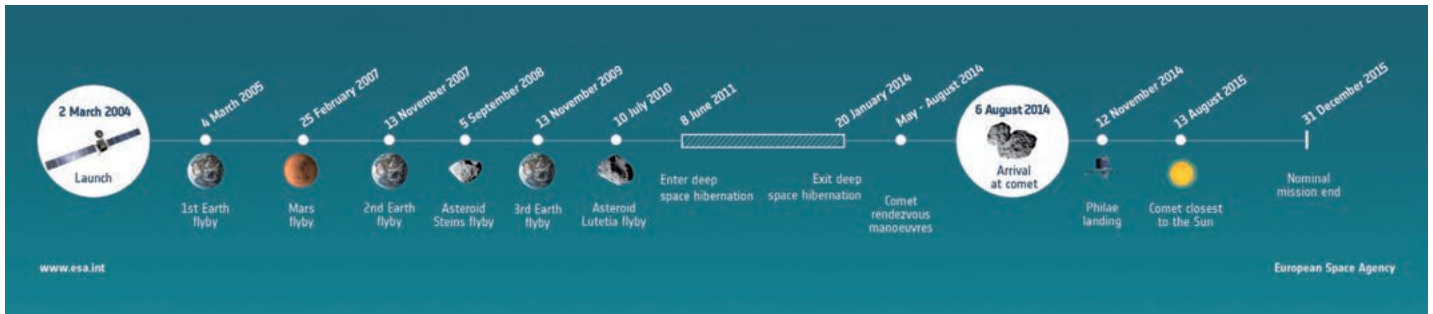 2 March 2004
Launch
4 March 2005
1st Earth
flyby
25 February 2007
Mars
flyby
13 November 2007
2nd Earth
flyby
5 September 2008
Asteroid
Steins flyby
13 November 2009
3rd Earth
flyby
10 July 2010
Asteroid
Lutetia flyby
8 June 2011
Enter deep
space hibernation
20 January 2014
Exit deep
space hibernation
May - August 2014
Comet
rendezvous
manoeuvres
6 August 2014
Arrival
at comet
12 November 2014
Philae
landing
13 August 2015
Comet closest
to the Sun
31 December 2015
Nominal
mission end
www.esa.int
European Space Agency